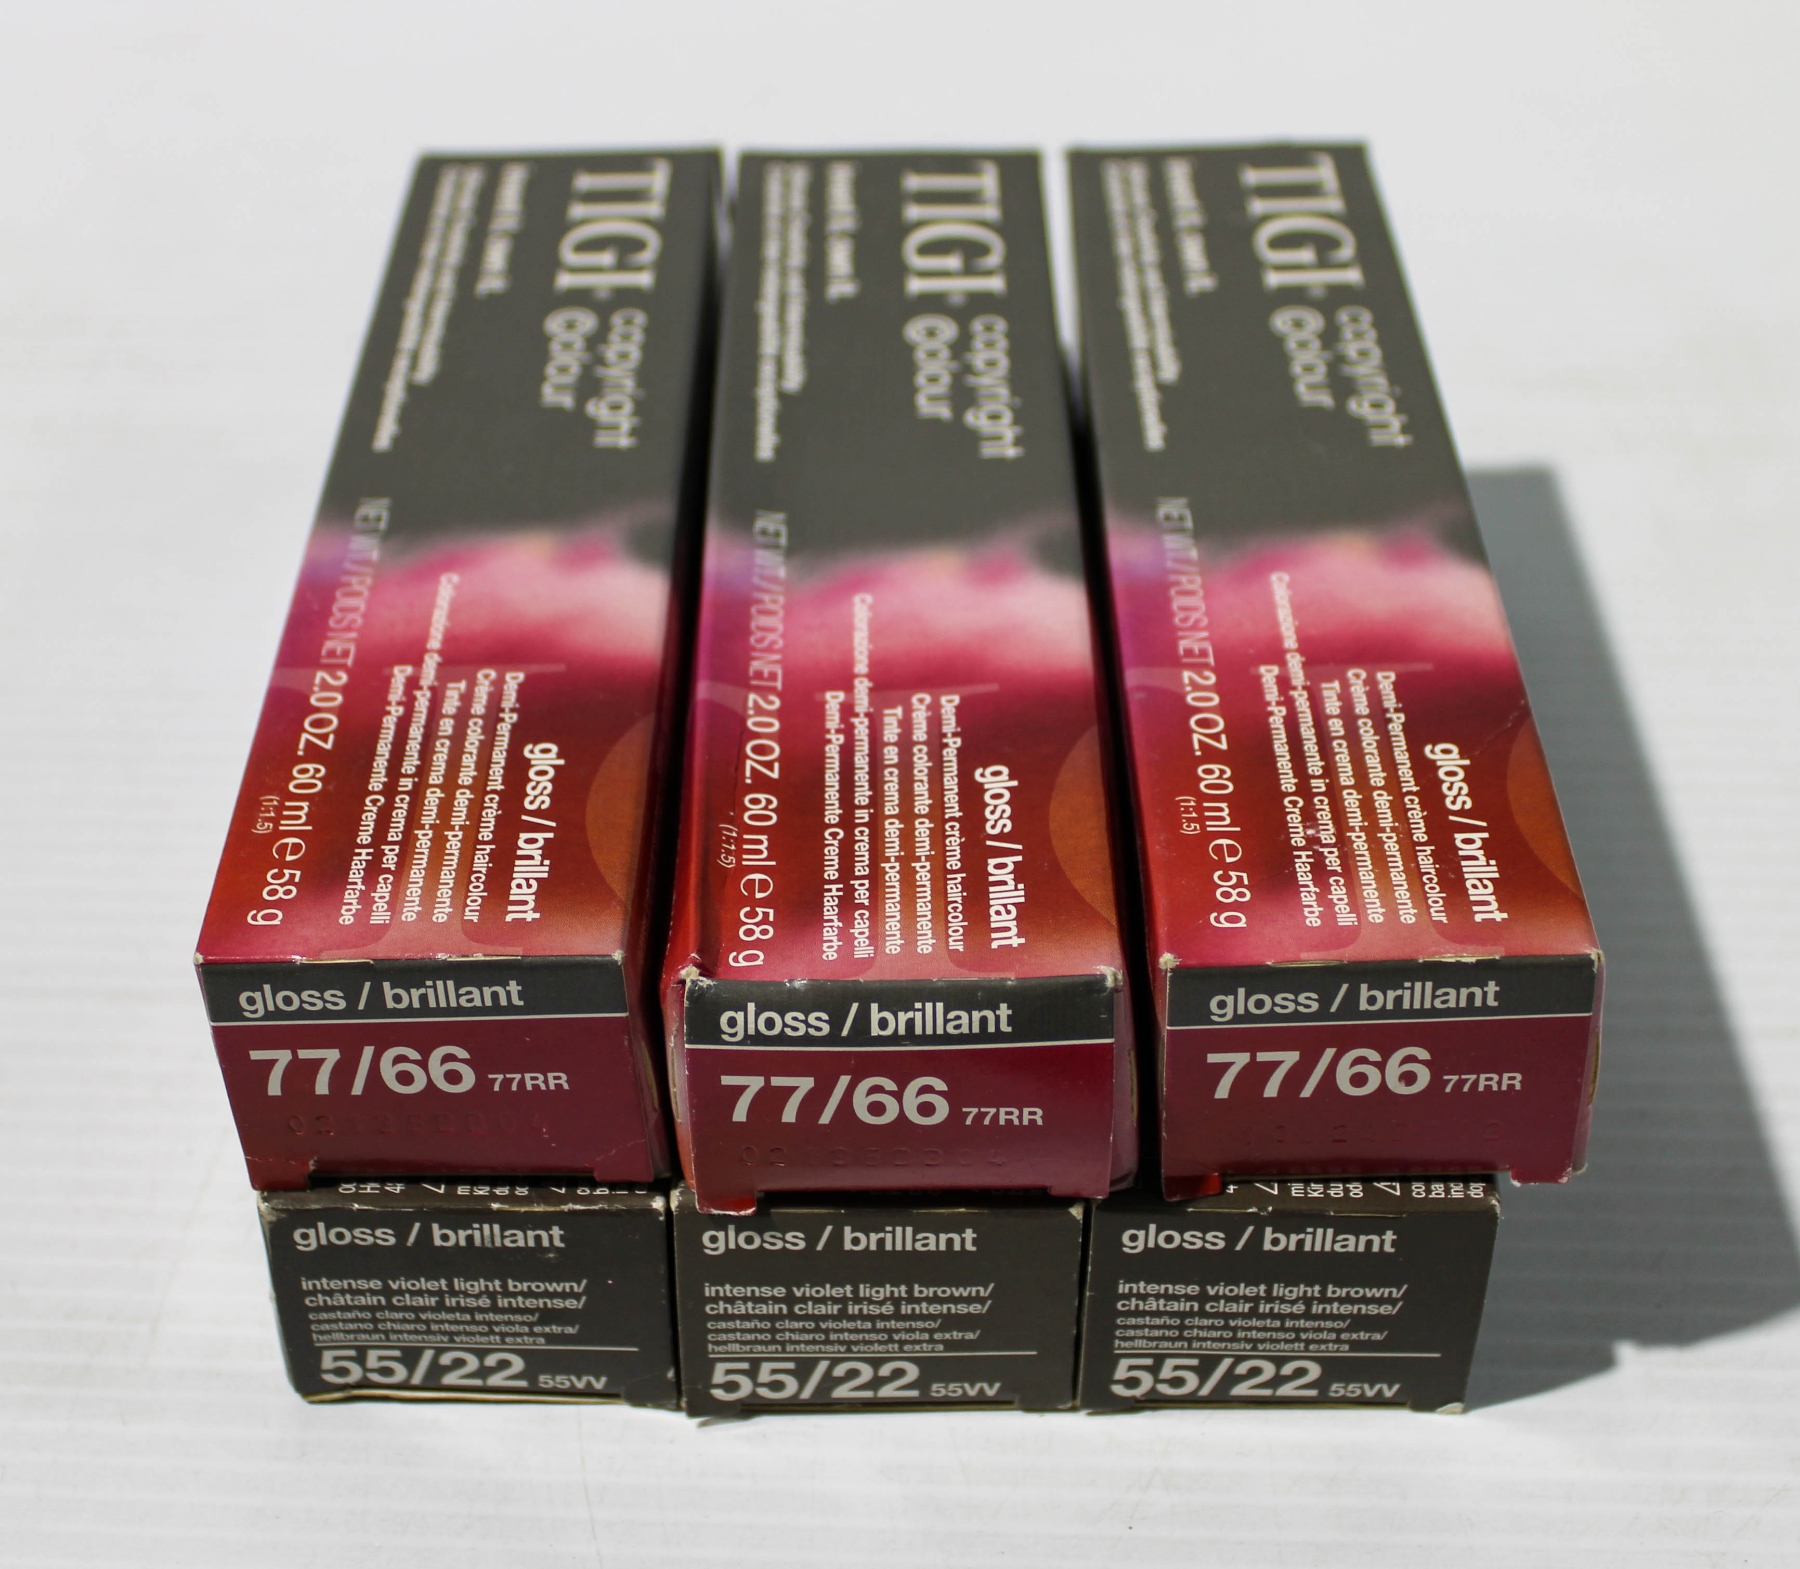 TIGI®
copyright
©olour
NET WT./POIDS NET 2.0 OZ. 60 ml e 58 g
(1:1.5)
gloss / brillant
Demi-Permanent crème haircolour
Crème colorante demi-permanente
Tinte en crema demi-permanente
Colorazione demi-permanente in crema per capelli
Demi-Permanente Creme Haarfarbe
TIGI®
copyright
©olour
NET WT./POIDS NET 2.0 OZ. 60 ml e 58 g
(1:1.5)
gloss / brillant
Demi-Permanent crème haircolour
Crème colorante demi-permanente
Tinte en crema demi-permanente
Colorazione demi-permanente in crema per capelli
Demi-Permanente Creme Haarfarbe
TIGI®
copyright
©olour
NET WT./POIDS NET 2.0 OZ. 60 ml e 58 g
(1:1.5)
gloss / brillant
Demi-Permanent crème haircolour
Crème colorante demi-permanente
Tinte en crema demi-permanente
Colorazione demi-permanente in crema per capelli
Demi-Permanente Creme Haarfarbe
gloss / brillant
77/66 77RR
gloss / brillant
77/66 77RR
gloss / brillant
77/66 77RR
gloss / brillant
intense violet light brown/
châtain clair irisé intense/
castaño claro violeta intenso/
castano chiaro intenso viola extra/
hellbraun intensiv violett extra
55/22 55VV
gloss / brillant
intense violet light brown/
châtain clair irisé intense/
castaño claro violeta intenso/
castano chiaro intenso viola extra/
hellbraun intensiv violett extra
55/22 55VV
gloss / brillant
intense violet light brown/
châtain clair irisé intense/
castaño claro violeta intenso/
castano chiaro intenso viola extra/
hellbraun intensiv violett extra
55/22 55VV